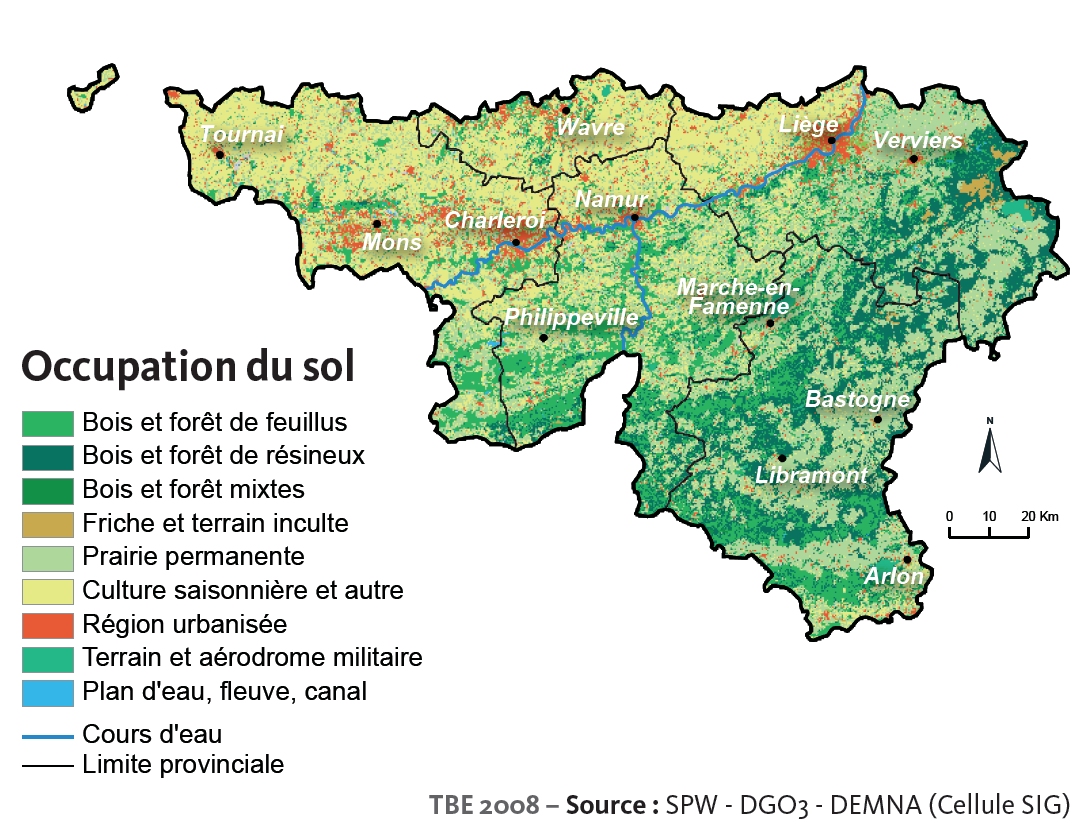 Tournai
Wavre
Liège
Verviers
Namur
Charleroi
Mons
Marche-en-
Famenne
Philippeville
Bastogne
Libramont
Arlon
Occupation du sol
Bois et forêt de feuillus
Bois et forêt de résineux
Bois et forêt mixtes
Friche et terrain inculte
Prairie permanente
Culture saisonnière et autre
Région urbanisée
Terrain et aérodrome militaire
Plan d'eau, fleuve, canal
Cours d'eau
Limite provinciale
N
0 10 20 Km
TBE 2008 – Source : SPW - DGO3 - DEMNA (Cellule SIG)